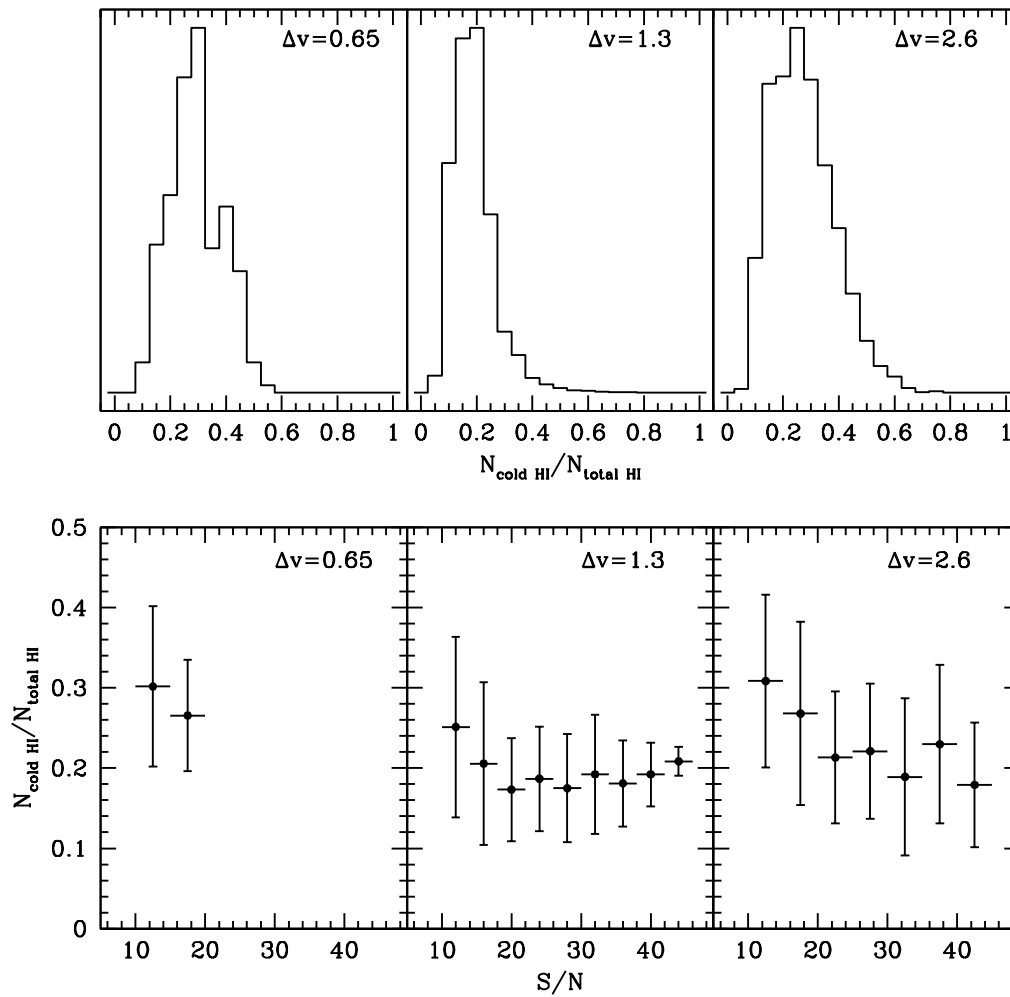 Δv=0.65 Δv=1.3 Δv=2.6
0 0.2 0.4 0.6 0.8 1 0 0.2 0.4 0.6 0.8 1 0 0.2 0.4 0.6 0.8 1
N_cold HI/N_total HI
0.5
Δv=0.65 Δv=1.3 Δv=2.6
0.4
0.3
N_cold HI/N_total HI
0.2
0.1
0
10 20 30 40 10 20 30 40 10 20 30 40
S/N